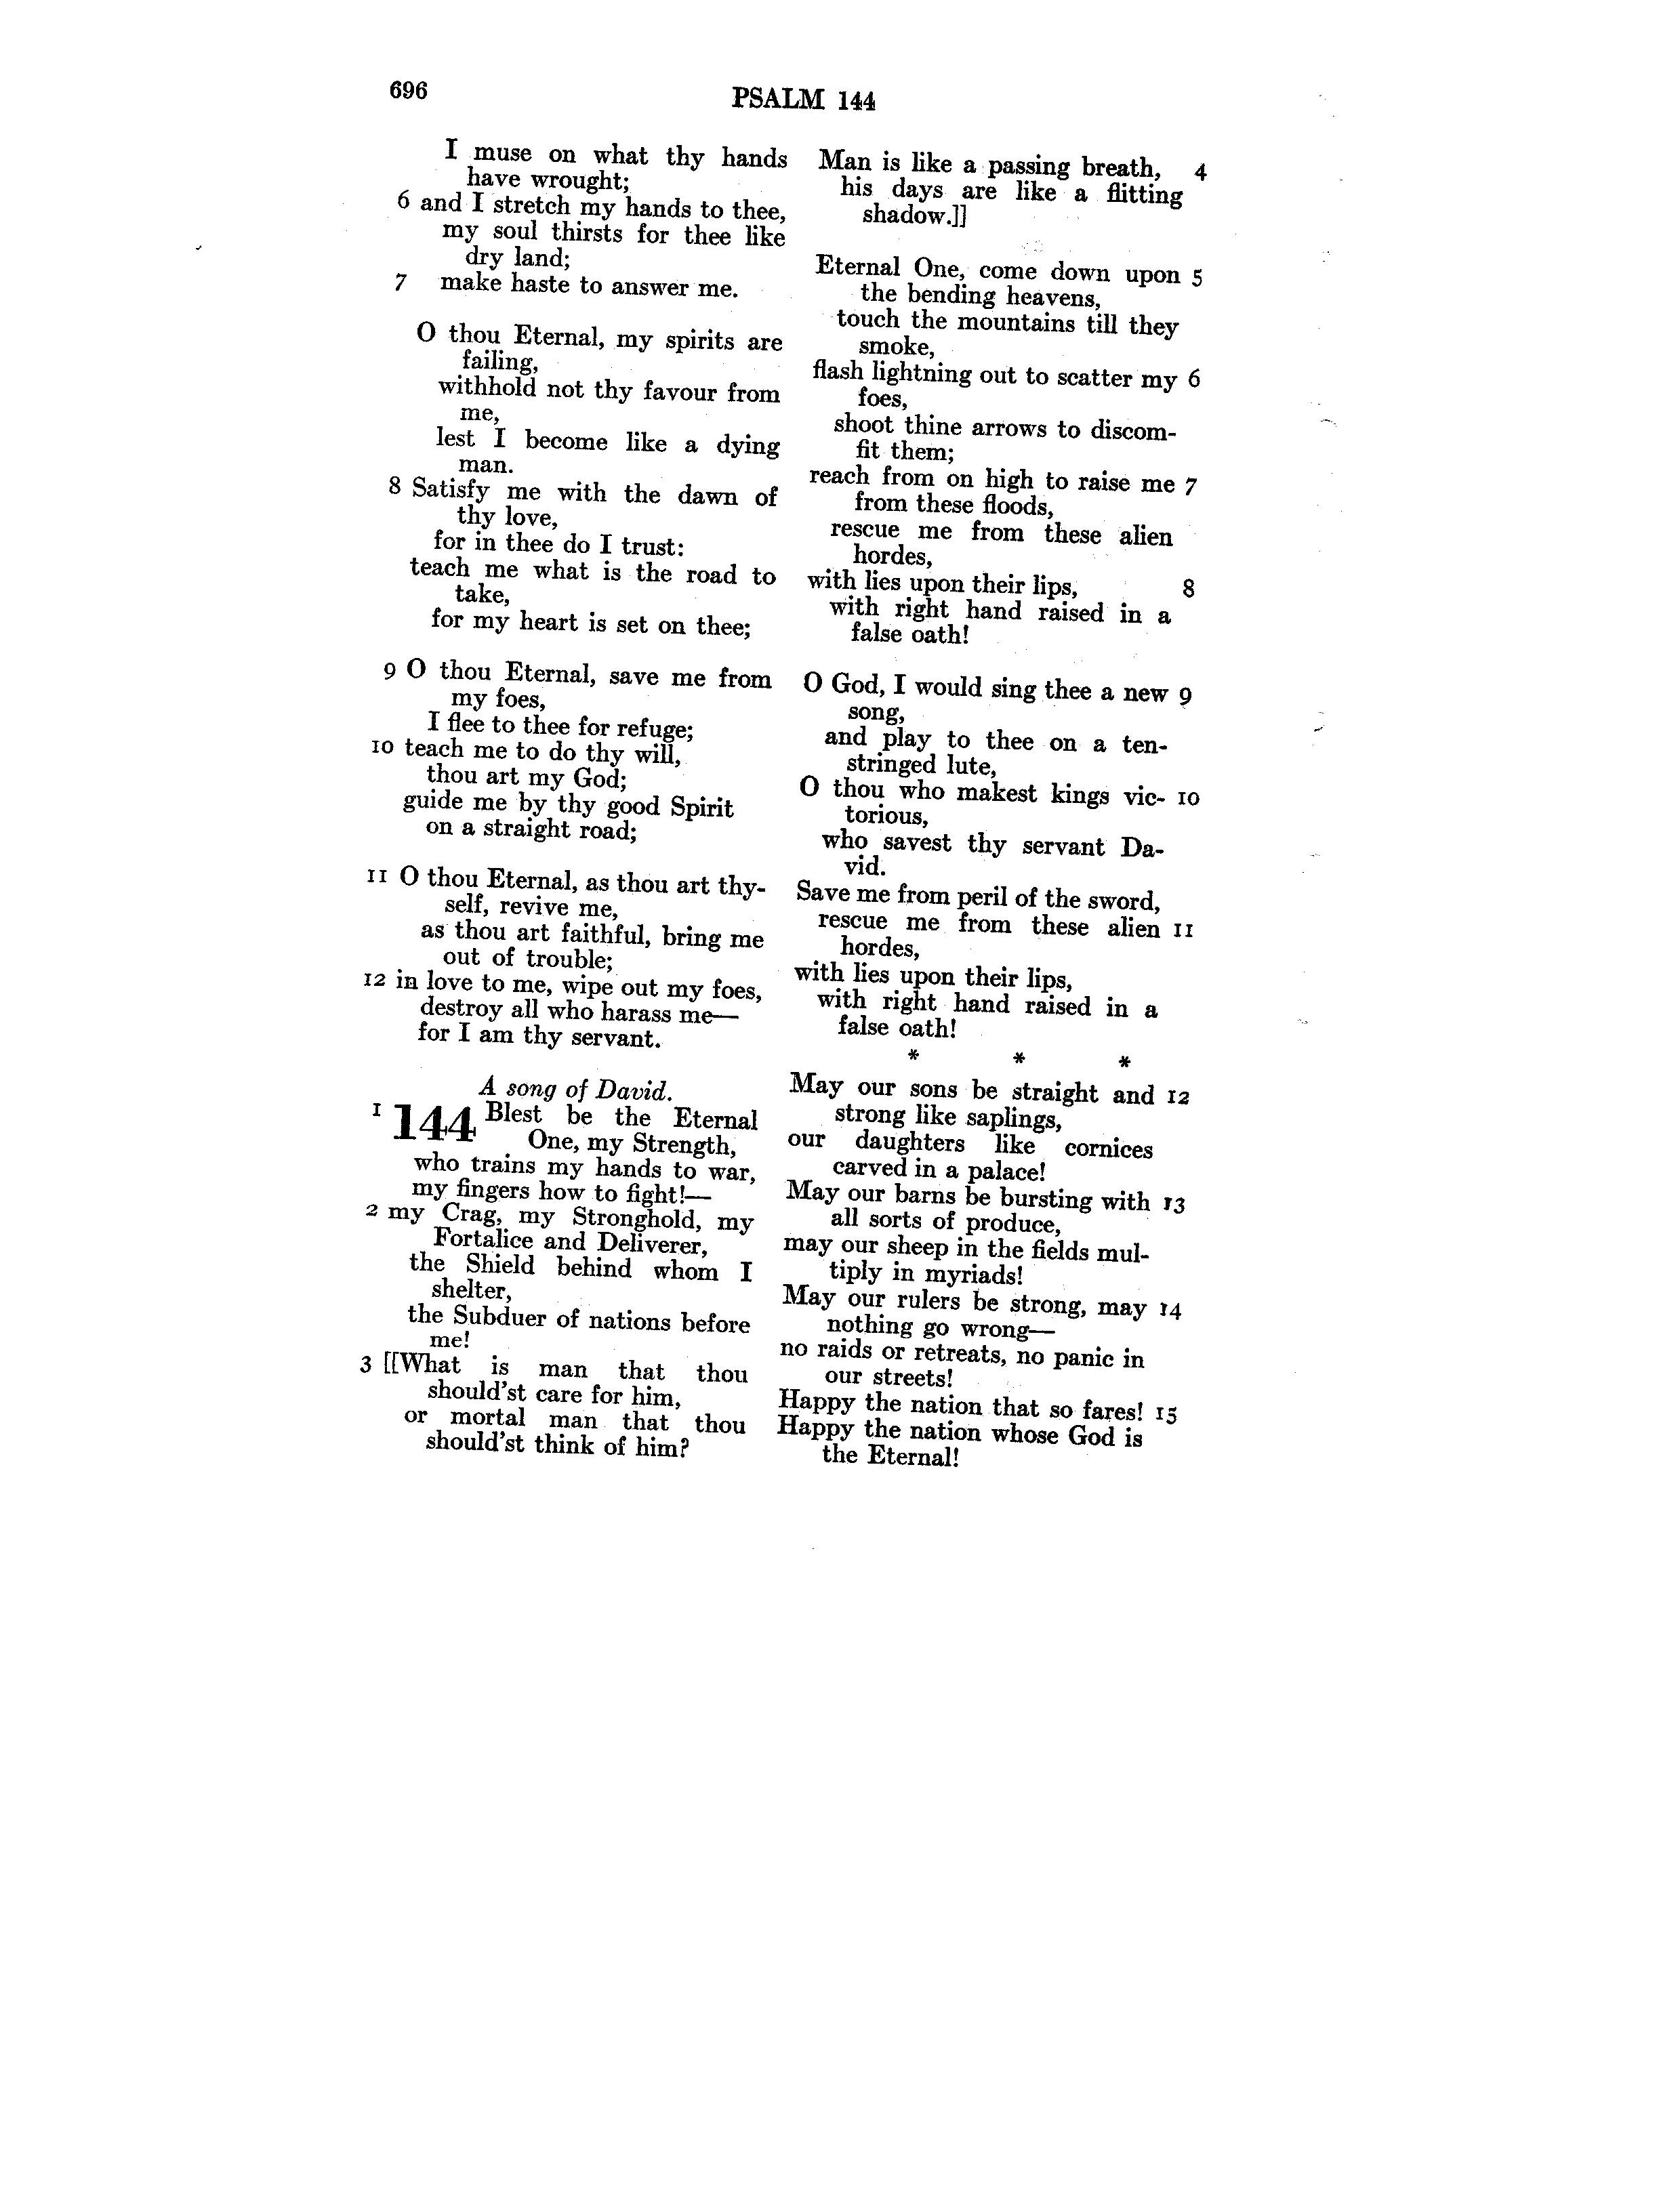 696
PSALM 144
I muse on what thy hands
have wrought;
6 and I stretch my hands to thee,
my soul thirsts for thee like
dry land;
7 make haste to answer me.
O thou Eternal, my spirits are
failing,
withhold not thy favour from
me,
lest I become like a dying
man.
8 Satisfy me with the dawn of
thy love,
for in thee do I trust:
teach me what is the road to
take,
for my heart is set on thee;
9 O thou Eternal, save me from
my foes,
I flee to thee for refuge;
10 teach me to do thy will,
thou art my God;
guide me by thy good Spirit
on a straight road;
11 O thou Eternal, as thou art thy-
self, revive me,
as thou art faithful, bring me
out of trouble;
12 in love to me, wipe out my foes,
destroy all who harass me—
for I am thy servant.
A song of David.
1 144 Blest be the Eternal
One, my Strength,
who trains my hands to war,
my fingers how to fight!—
2 my Crag, my Stronghold, my
Fortalice and Deliverer,
the Shield behind whom I
shelter,
the Subduer of nations before
me!
3 [[What is man that thou
should'st care for him,
or mortal man that thou
should'st think of him?
Man is like a passing breath, 4
his days are like a flitting
shadow.]]
Eternal One, come down upon 5
the bending heavens,
touch the mountains till they
smoke,
flash lightning out to scatter my 6
foes,
shoot thine arrows to discom-
fit them;
reach from on high to raise me 7
from these floods,
rescue me from these alien
hordes,
with lies upon their lips, 8
with right hand raised in a
false oath!
O God, I would sing thee a new 9
song,
and play to thee on a ten-
stringed lute,
O thou who makest kings vic- 10
torious,
who savest thy servant Da-
vid.
Save me from peril of the sword,
rescue me from these alien 11
hordes,
with lies upon their lips,
with right hand raised in a
false oath!
* * *
May our sons be straight and 12
strong like saplings,
our daughters like cornices
carved in a palace!
May our barns be bursting with 13
all sorts of produce,
may our sheep in the fields mul-
tiply in myriads!
May our rulers be strong, may 14
nothing go wrong—
no raids or retreats, no panic in
our streets!
Happy the nation that so fares! 15
Happy the nation whose God is
the Eternal!